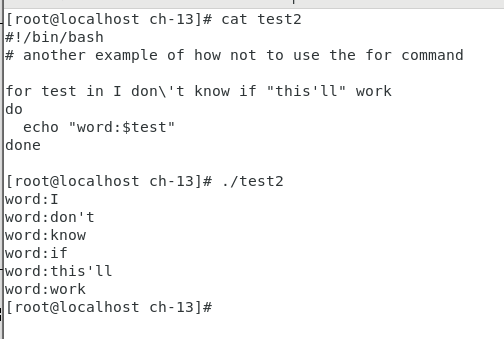 [root@localhost ch-13]# cat test2
#!/bin/bash
# another example of how not to use the for command
for test in I don\'t know if "this'll" work
do
  echo "word:$test"
done
[root@localhost ch-13]# ./test2
word:I
word:don't
word:know
word:if
word:this'll
word:work
[root@localhost ch-13]#